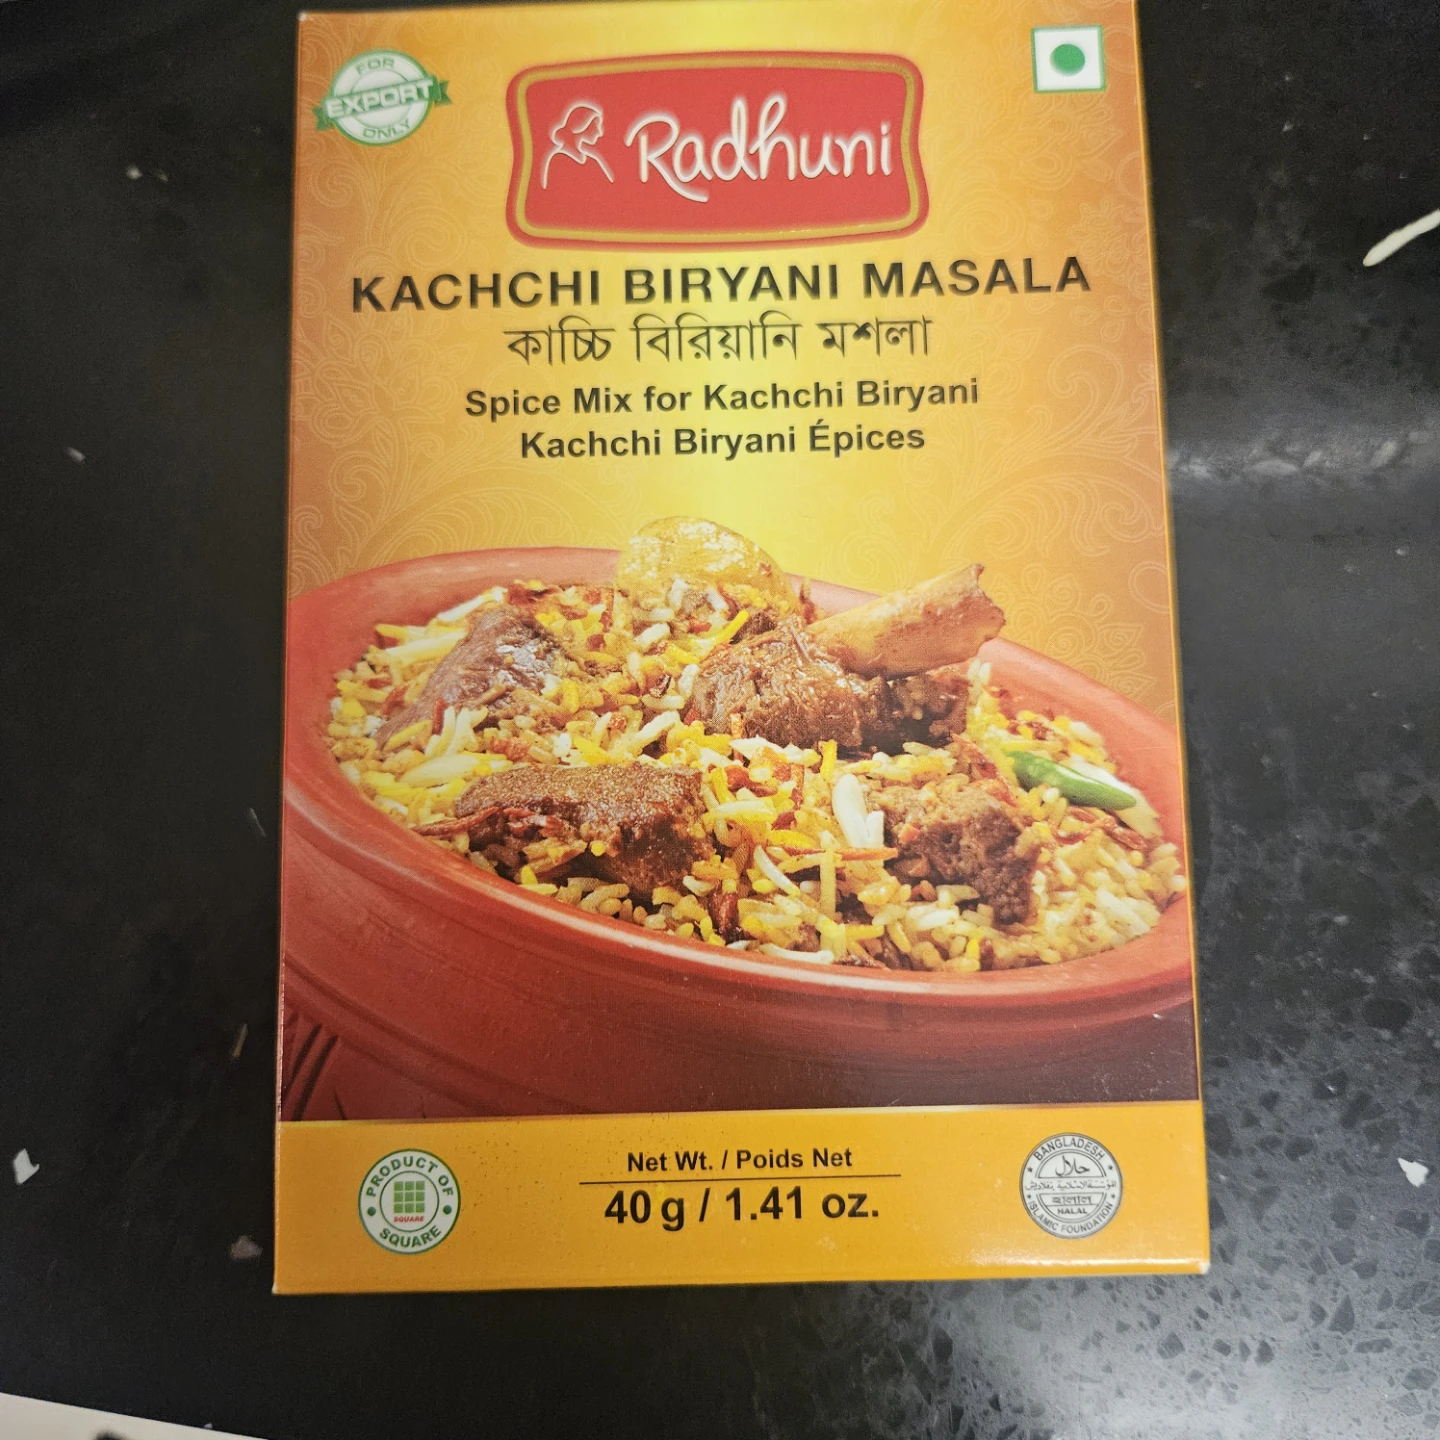 FOR
EXPORT
ONLY
Radhuni
KACHCHI BIRYANI MASALA
কাচ্চি বিরিয়ানি মশলা
Spice Mix for Kachchi Biryani
Kachchi Biryani Épices
PRODUCT OF
SQUARE
SQUARE
Net Wt. / Poids Net
40 g / 1.41 oz.
BANGLADESH
حلال
হালাল
HALAL
ISLAMIC FOUNDATION